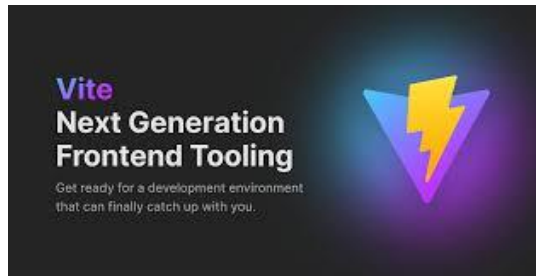 Vite
Next Generation
Frontend Tooling
Get ready for a development environment
that can finally catch up with you.